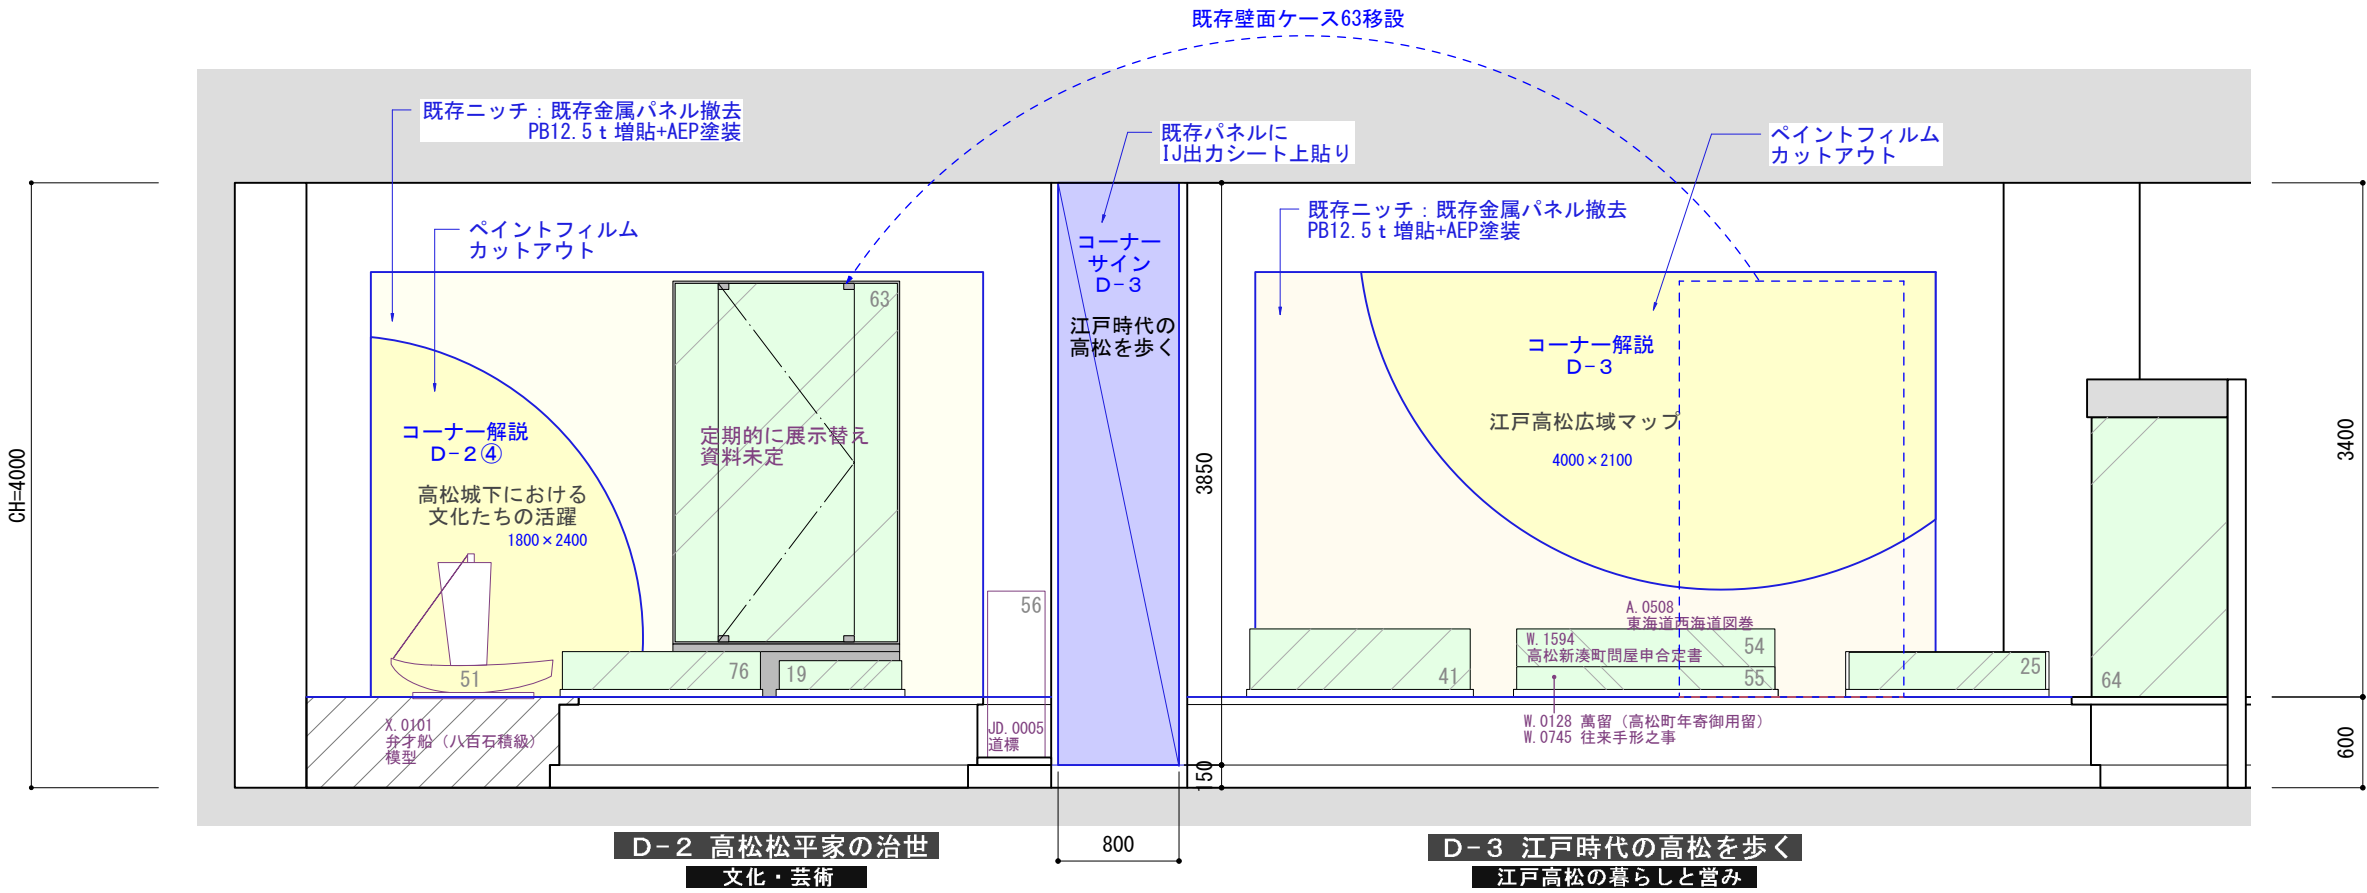 既存壁面ケース63移設
既存ニッチ：既存金属パネル撤去
PB12.5ｔ増貼+AEP塗装
既存パネルに
IJ出力シート上貼り
ペイントフィルム
カットアウト
既存ニッチ：既存金属パネル撤去
PB12.5ｔ増貼+AEP塗装
ペイントフィルム
カットアウト
コーナー
サイン
Ｄ−３
江戸時代の
高松を歩く
63
コーナー解説
Ｄ−３
江戸高松広域マップ
4000×2100
コーナー解説
Ｄ−２④
高松城下における
文化たちの活躍
1800×2400
定期的に展示替え
資料未定
CH=4000
3850
3400
56
A.0508
東海道西海道図巻
W.1594
高松新湊町問屋申合定書
54
51
76
19
41
55
25
64
X.0101
弁才船（八百石積級）
模型
JD.0005
道標
W.0128 萬留（高松町年寄御用留）
W.0745 往来手形之事
150
600
800
Ｄ−２ 高松松平家の治世
文化・芸術
Ｄ−３ 江戸時代の高松を歩く
江戸高松の暮らしと営み